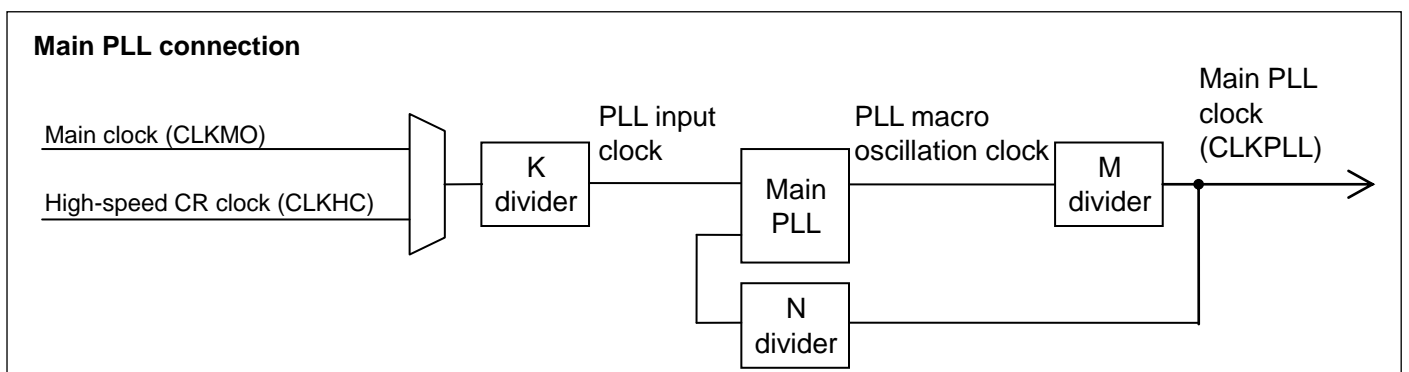 Main PLL connection
Main clock (CLKMO)
High-speed CR clock (CLKHC)
K
divider
PLL input
clock
Main
PLL
N
divider
PLL macro
oscillation clock
M
divider
Main PLL
clock
(CLKPLL)